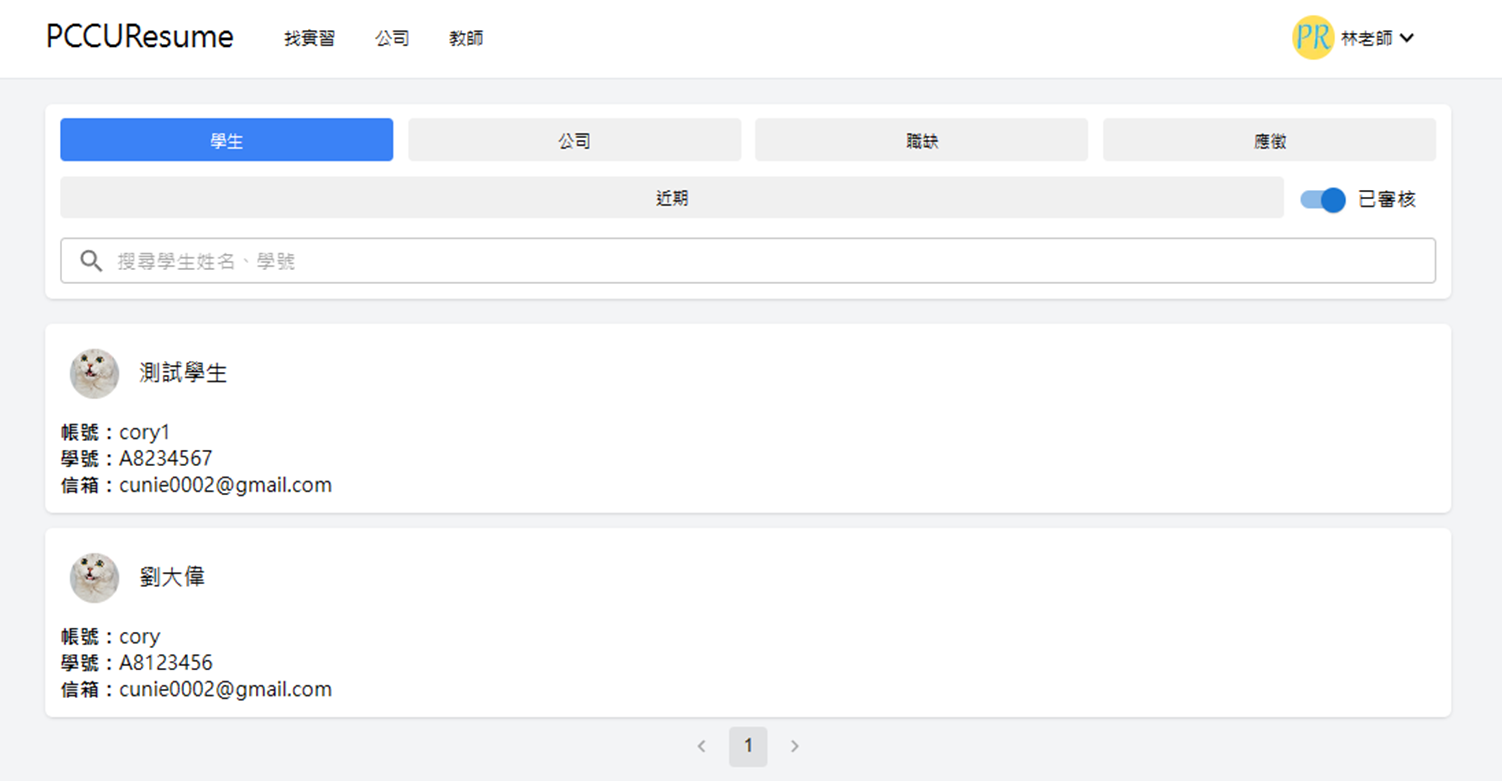 PCCUResume 找實習 公司 教師 PR 林老師
學生 公司 職缺 應徵
近期 已審核
搜尋學生姓名、學號
測試學生
帳號：cory1
學號：A8234567
信箱：cunie0002@gmail.com
劉大偉
帳號：cory
學號：A8123456
信箱：cunie0002@gmail.com
1